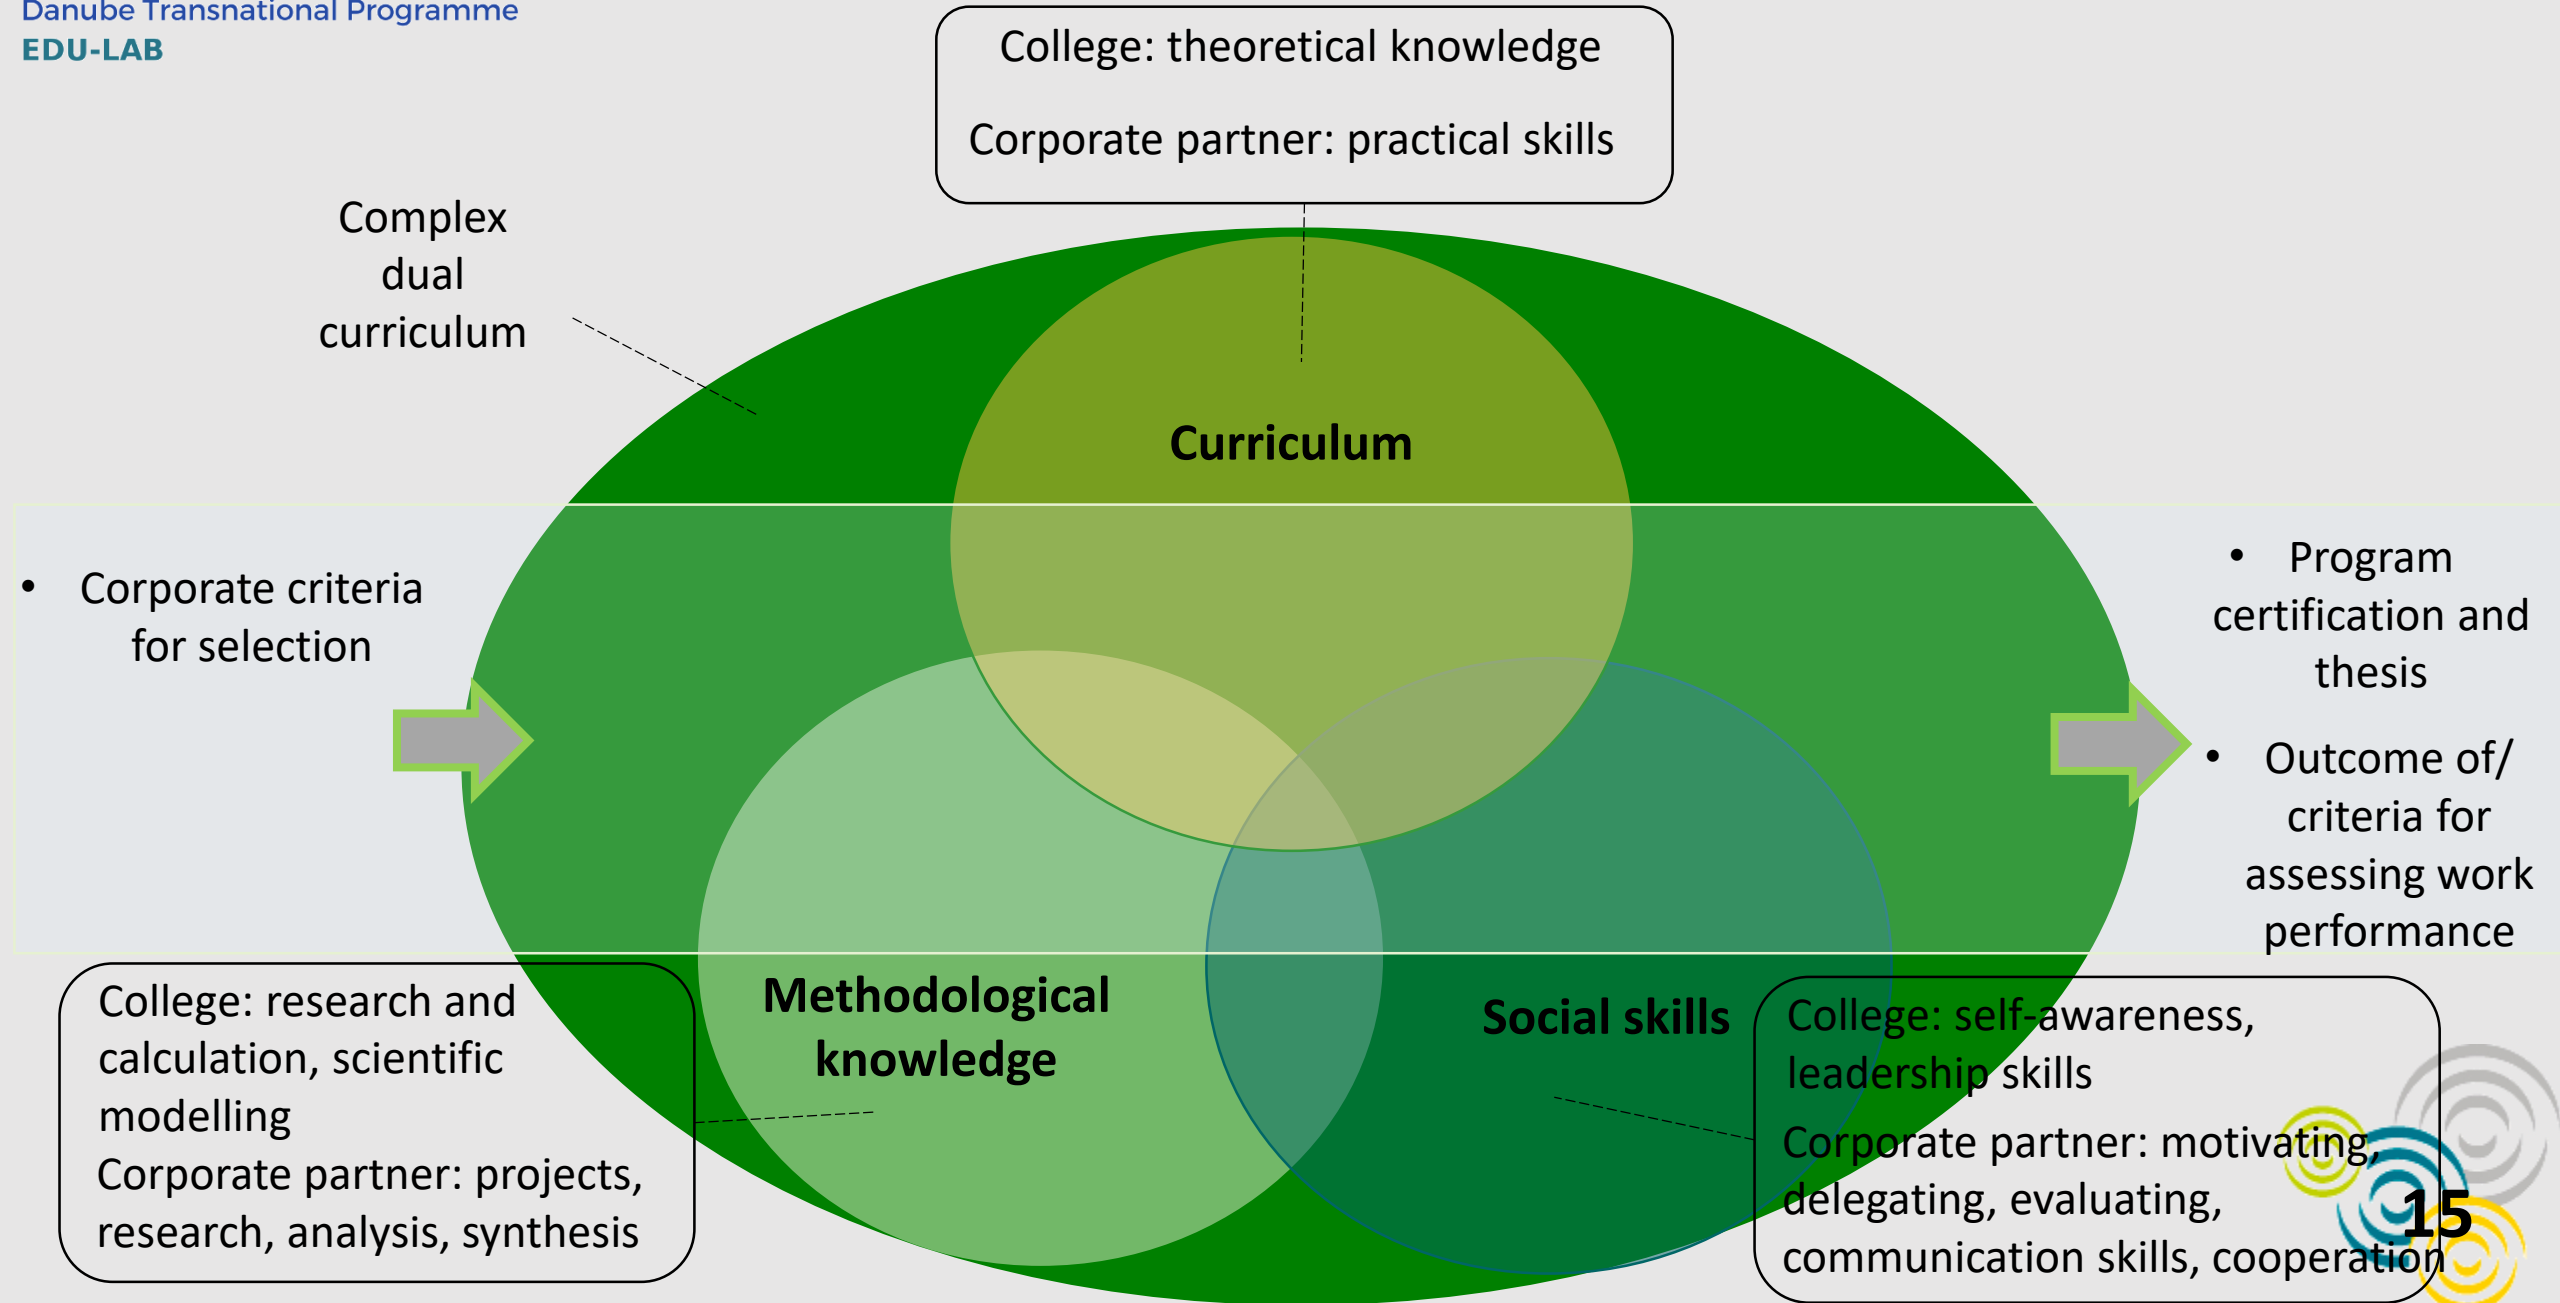 Danube Transnational Programme
EDU-LAB
College: theoretical knowledge
Corporate partner: practical skills
Complex
dual
curriculum
Curriculum
• Corporate criteria
for selection
• Program
certification and
thesis
• Outcome of/
criteria for
assessing work
performance
Methodological
knowledge
Social skills
College: research and
calculation, scientific
modelling
Corporate partner: projects,
research, analysis, synthesis
College: self-awareness,
leadership skills
Corporate partner: motivating,
delegating, evaluating,
communication skills, cooperation
15